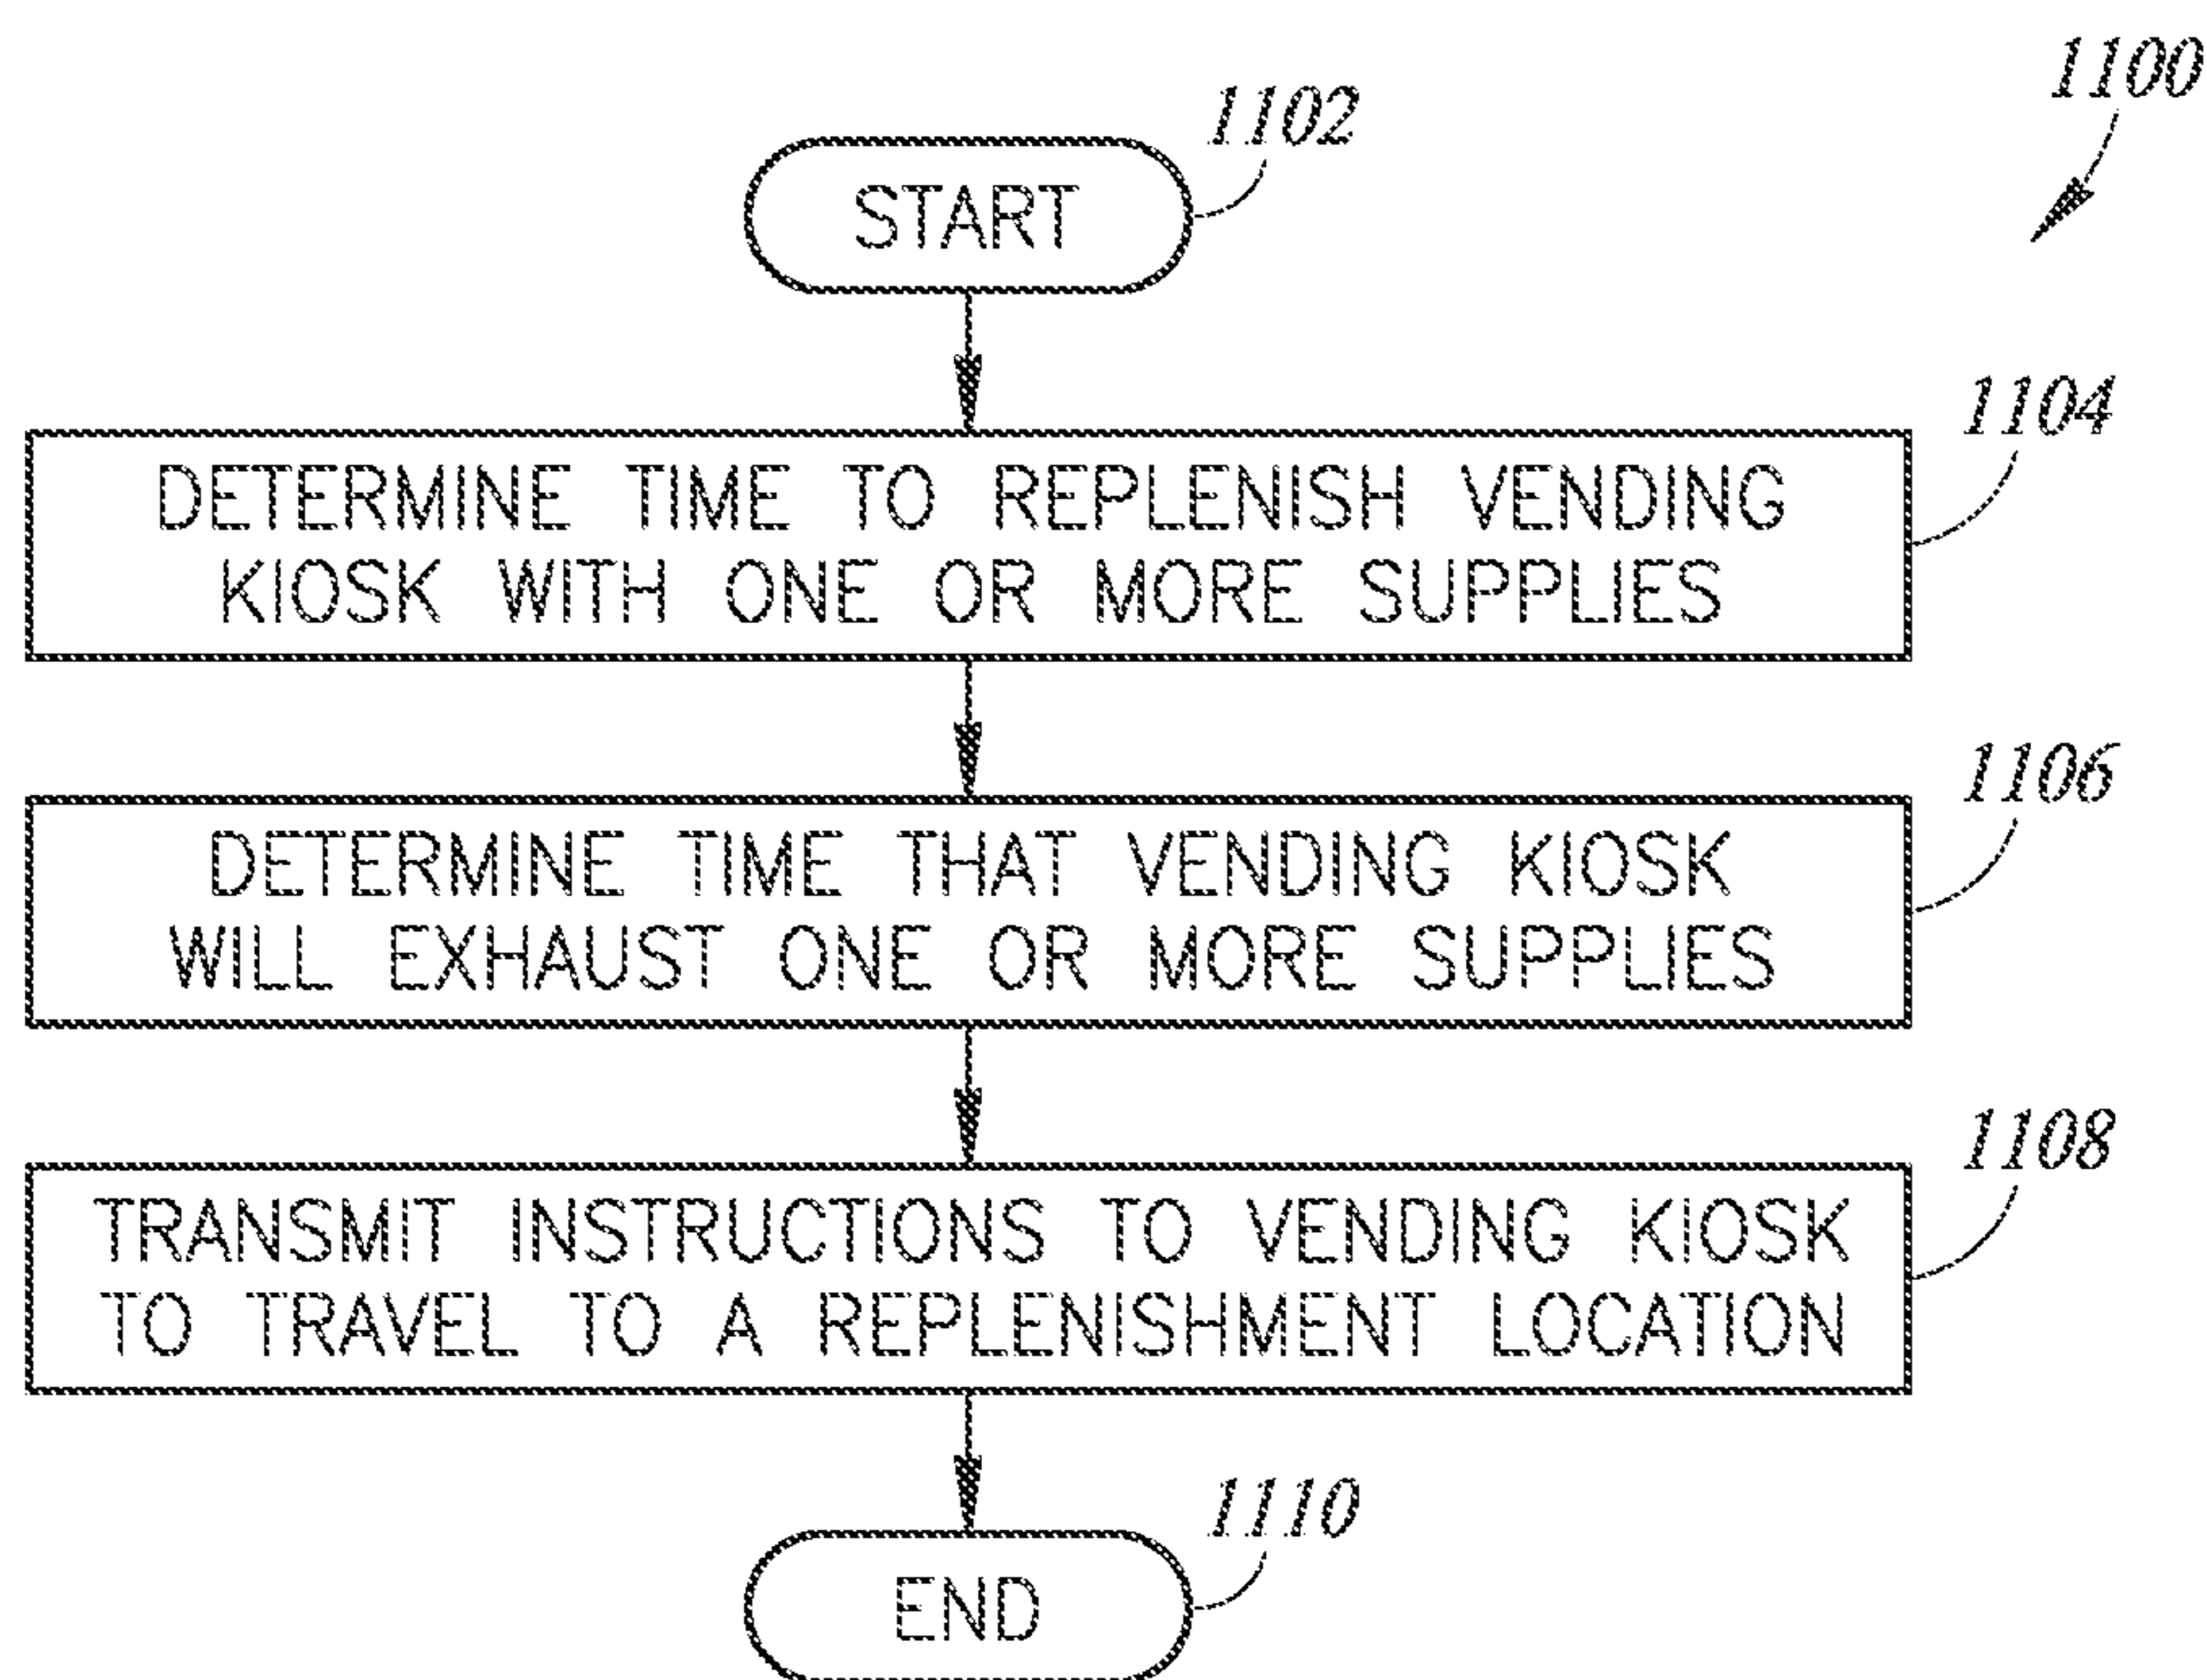 1100
1102
START
1104
DETERMINE TIME TO REPLENISH VENDING
KIOSK WITH ONE OR MORE SUPPLIES
1106
DETERMINE TIME THAT VENDING KIOSK
WILL EXHAUST ONE OR MORE SUPPLIES
1108
TRANSMIT INSTRUCTIONS TO VENDING KIOSK
TO TRAVEL TO A REPLENISHMENT LOCATION
1110
END